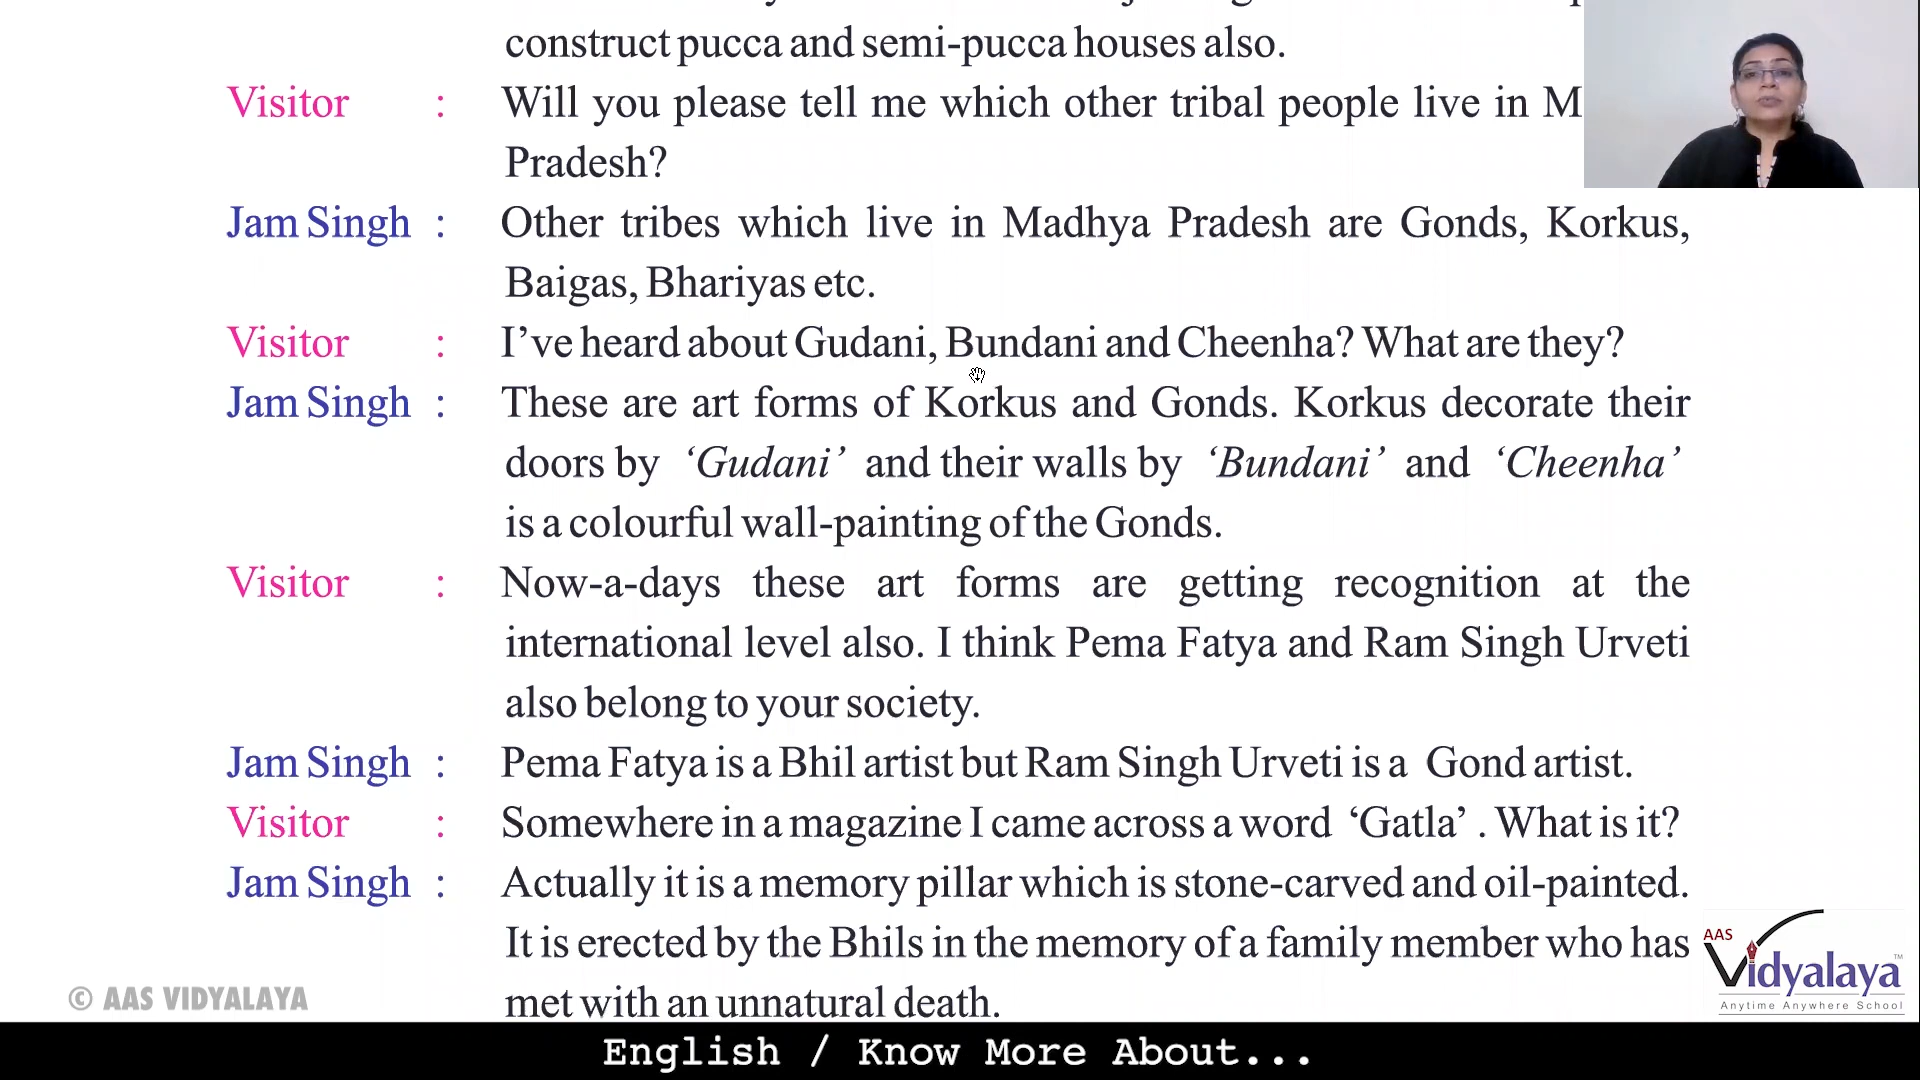 construct pucca and semi-pucca houses also.
Visitor : Will you please tell me which other tribal people live in M
Pradesh?
Jam Singh : Other tribes which live in Madhya Pradesh are Gonds, Korkus,
Baigas, Bhariyas etc.
Visitor : I've heard about Gudani, Bundani and Cheenha? What are they?
Jam Singh : These are art forms of Korkus and Gonds. Korkus decorate their
doors by 'Gudani' and their walls by 'Bundani' and 'Cheenha'
is a colourful wall-painting of the Gonds.
Visitor : Now-a-days these art forms are getting recognition at the
international level also. I think Pema Fatya and Ram Singh Urveti
also belong to your society.
Jam Singh : Pema Fatya is a Bhil artist but Ram Singh Urveti is a Gond artist.
Visitor : Somewhere in a magazine I came across a word 'Gatla' . What is it?
Jam Singh : Actually it is a memory pillar which is stone-carved and oil-painted.
It is erected by the Bhils in the memory of a family member who has
met with an unnatural death.
AAS
Vidyalaya™
Anytime Anywhere School
© AAS VIDYALAYA
English / Know More About...